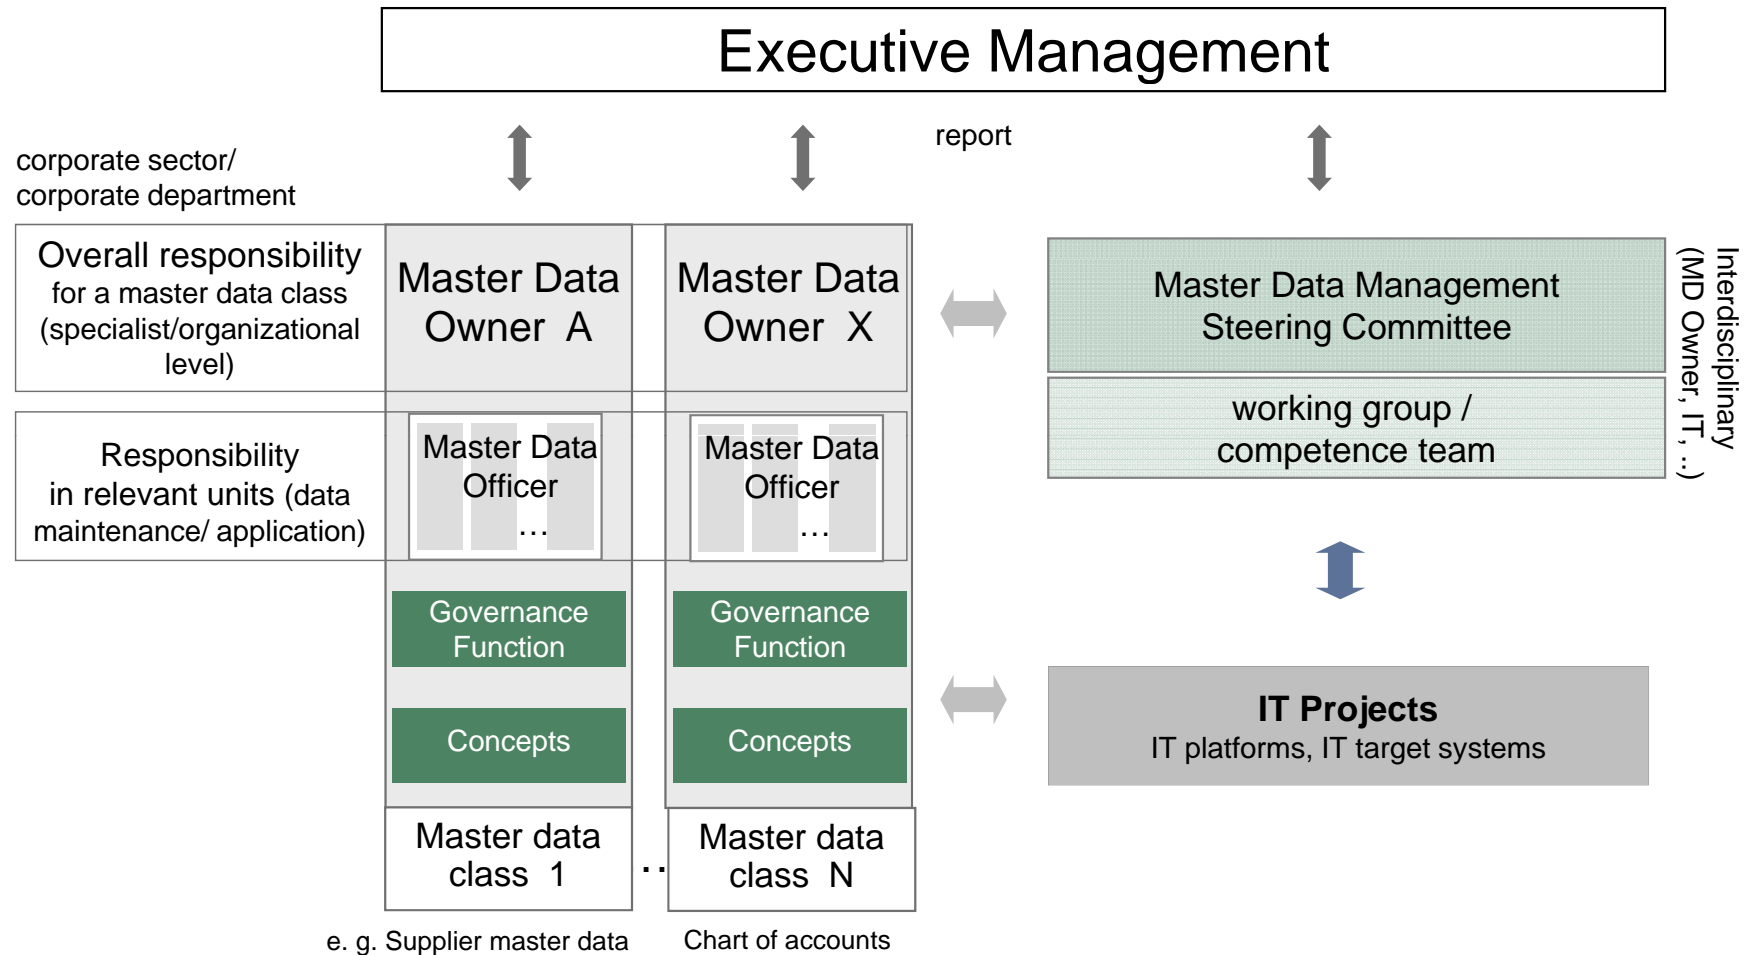 Executive Management
report
corporate sector/
corporate department
Overall responsibility
for a master data class
(specialist/organizational
level)
Master Data
Owner A
Master Data
Owner X
Master Data Management
Steering Committee
working group /
competence team
Interdisciplinary
(MD Owner, IT, ..)
Responsibility
in relevant units (data
maintenance/ application)
Master Data
Officer
...
Master Data
Officer
...
Governance
Function
Governance
Function
Concepts
Concepts
IT Projects
IT platforms, IT target systems
Master data
class 1
..
Master data
class N
e. g. Supplier master data
Chart of accounts